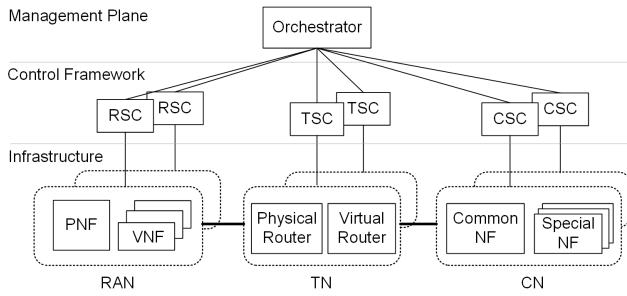 Management Plane
Orchestrator
Control Framework
RSC
RSC
TSC
TSC
CSC
CSC
Infrastructure
PNF
VNF
Physical
Router
Virtual
Router
Common
NF
Special
NF
RAN
TN
CN